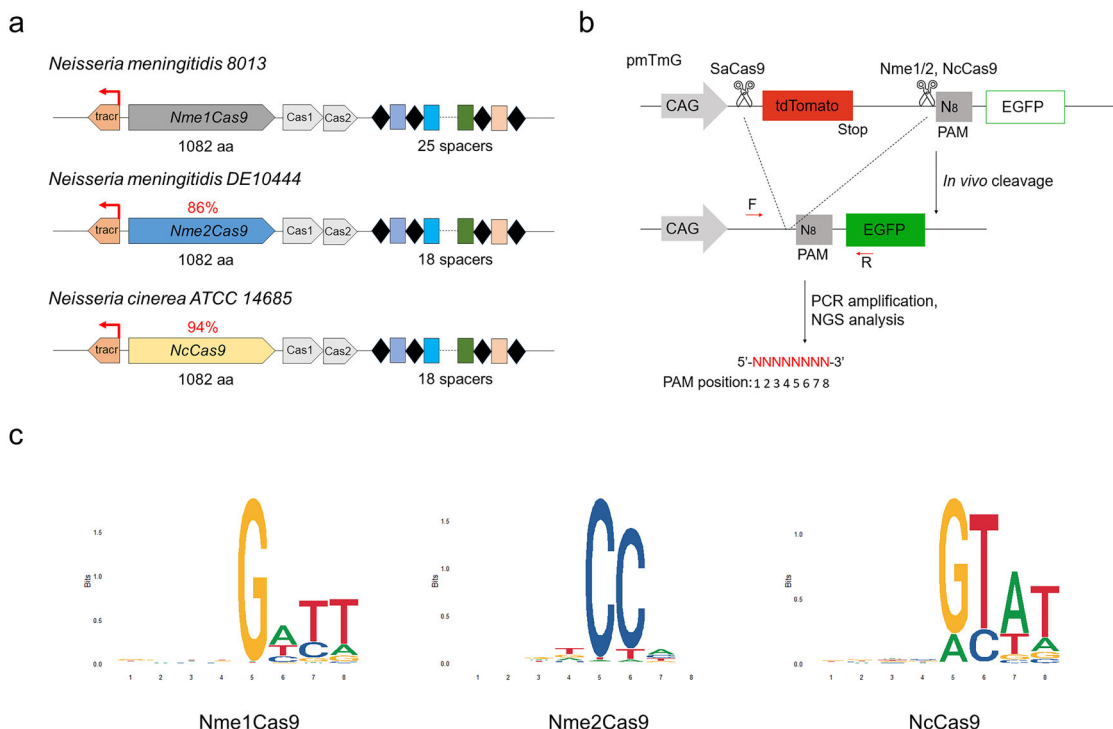 a
Neisseria meningitidis 8013
tracr
Nme1Cas9
Cas1
Cas2
1082 aa
25 spacers
Neisseria meningitidis DE10444
86%
tracr
Nme2Cas9
Cas1
Cas2
1082 aa
18 spacers
Neisseria cinerea ATCC 14685
94%
tracr
NcCas9
Cas1
Cas2
1082 aa
18 spacers
b
pmTmG
SaCas9
Nme1/2, NcCas9
CAG
tdTomato
N8
EGFP
Stop
PAM
In vivo cleavage
F
CAG
N8
EGFP
PAM
R
PCR amplification,
NGS analysis
5’-NNNNNNNN-3’
PAM position: 1 2 3 4 5 6 7 8
c
Bits
1.5
1.0
0.5
0.0
G
A
T
C
T
C
G
T
A
G
1 2 3 4 5 6 7 8
Nme1Cas9
Bits
1.5
1.0
0.5
0.0
T
C
C
T
A
1 2 3 4 5 6 7 8
Nme2Cas9
Bits
1.0
0.5
0.0
G
A
T
C
A
T
G
T
A
G
C
1 2 3 4 5 6 7 8
NcCas9